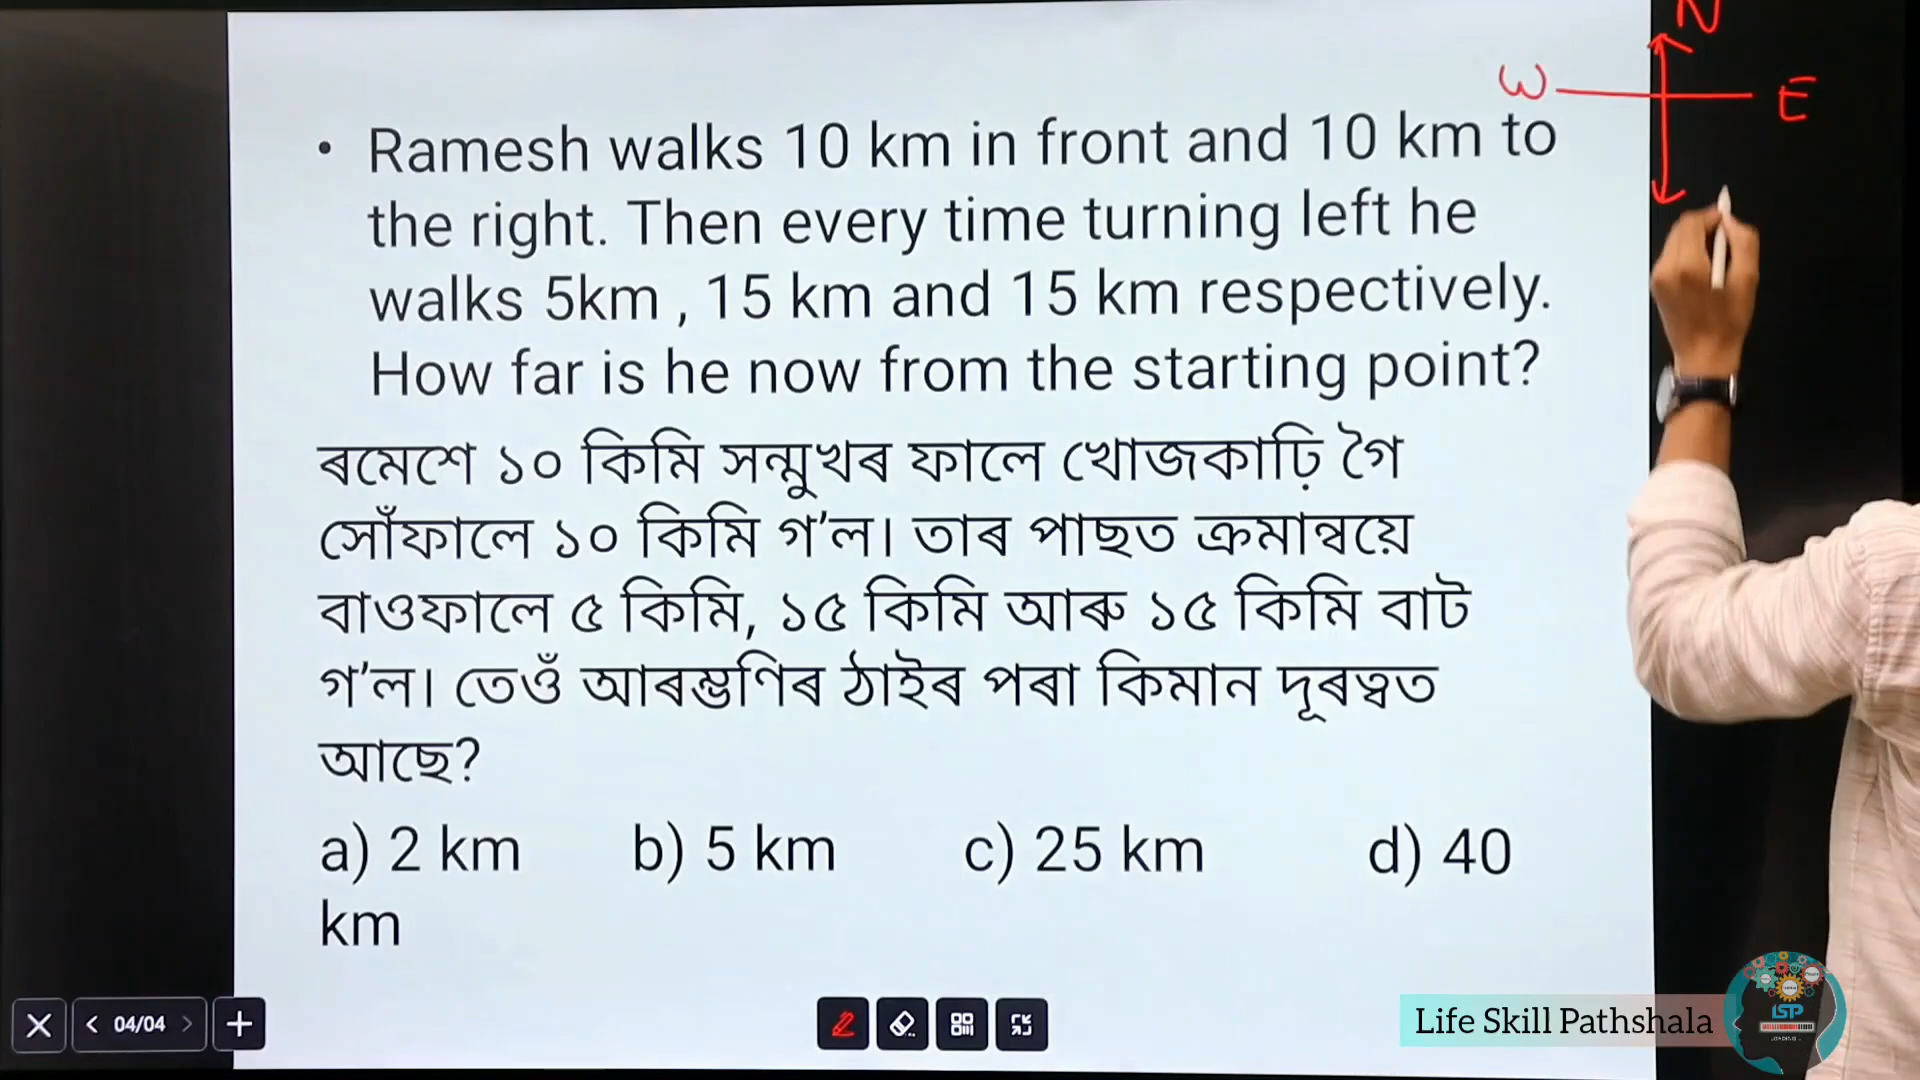 N
W
E
• Ramesh walks 10 km in front and 10 km to
the right. Then every time turning left he
walks 5km , 15 km and 15 km respectively.
How far is he now from the starting point?
ৰমেশে ১০ কিমি সন্মুখৰ ফালে খোজকাঢ়ি গৈ
সোঁফালে ১০ কিমি গ'ল। তাৰ পাছত ক্ৰমান্বয়ে
বাওফালে ৫ কিমি, ১৫ কিমি আৰু ১৫ কিমি বাট
গ'ল। তেওঁ আৰম্ভণিৰ ঠাইৰ পৰা কিমান দূৰত্বত
আছে?
a) 2 km b) 5 km c) 25 km d) 40
km
04/04
Life Skill Pathshala
LSP